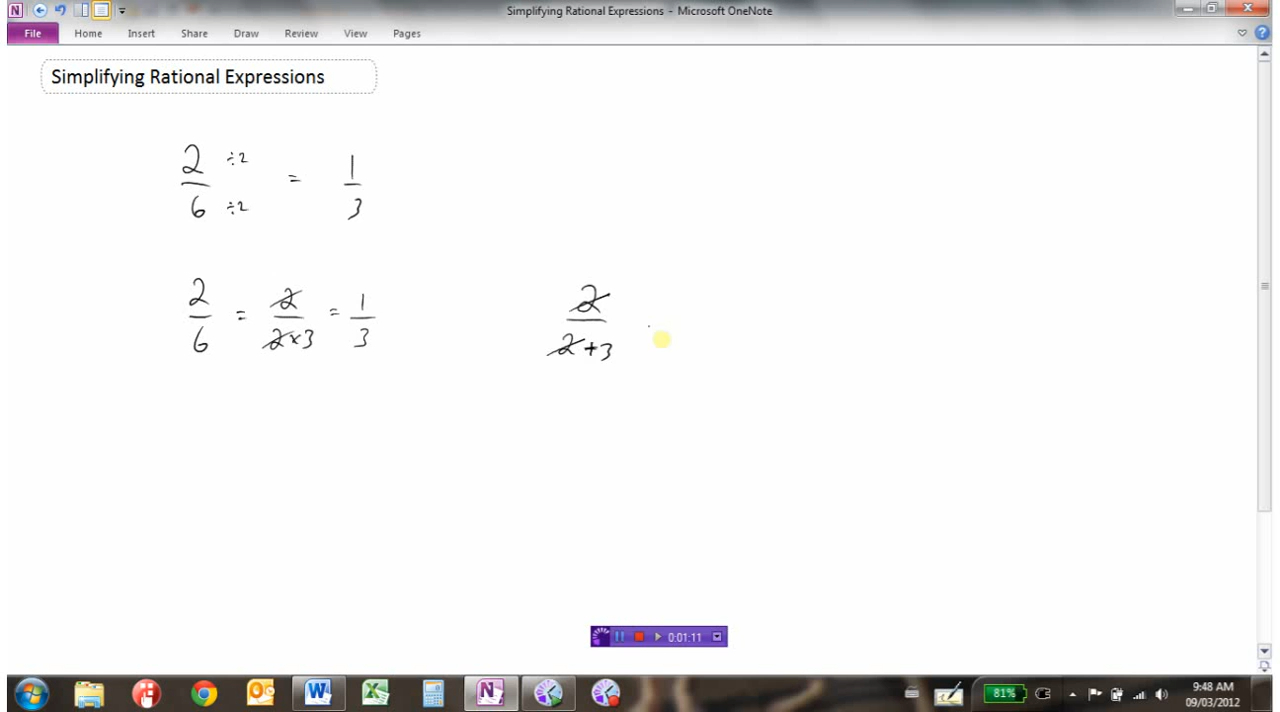 Simplifying Rational Expressions - Microsoft OneNote
File Home Insert Share Draw Review View Pages
Simplifying Rational Expressions
2 ÷2
— = 1/3
6 ÷2
2/6 = 2/2×3 = 1/3
2/2+3
0:01:11
81%
9:48 AM
09/03/2012